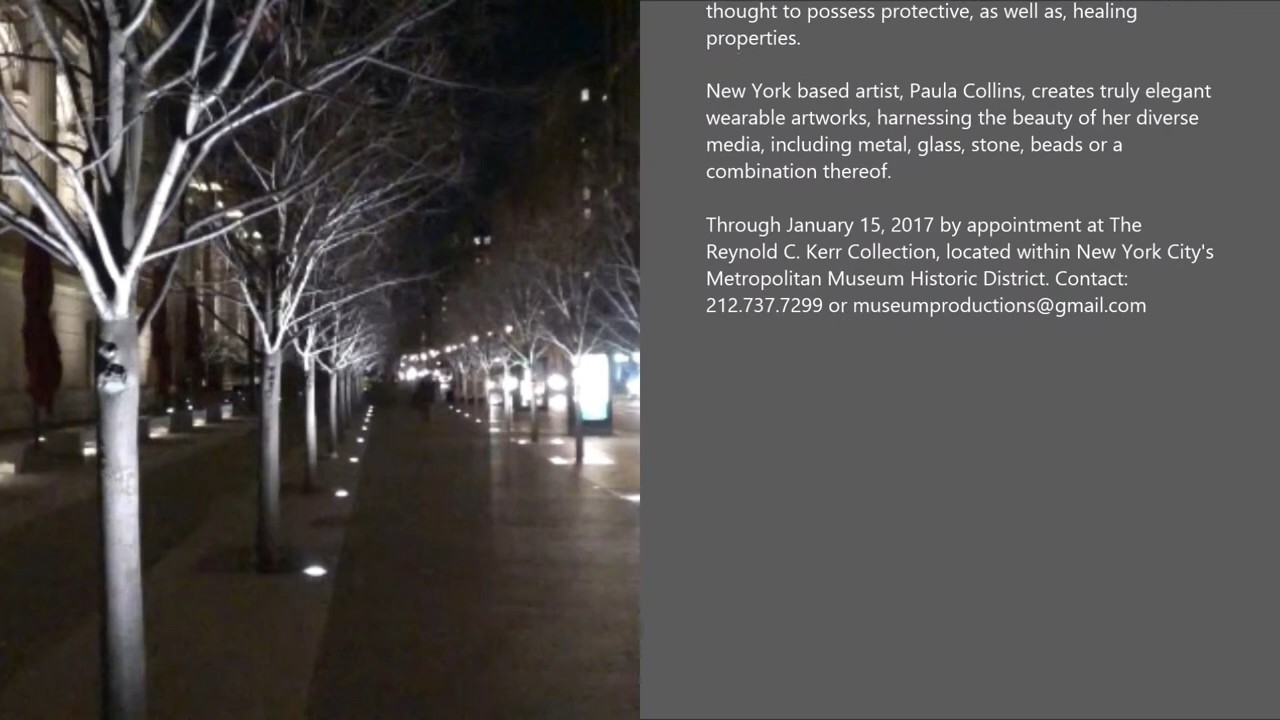 thought to possess protective, as well as, healing
properties.
New York based artist, Paula Collins, creates truly elegant
wearable artworks, harnessing the beauty of her diverse
media, including metal, glass, stone, beads or a
combination thereof.
Through January 15, 2017 by appointment at The
Reynold C. Kerr Collection, located within New York City's
Metropolitan Museum Historic District. Contact:
212.737.7299 or museumproductions@gmail.com